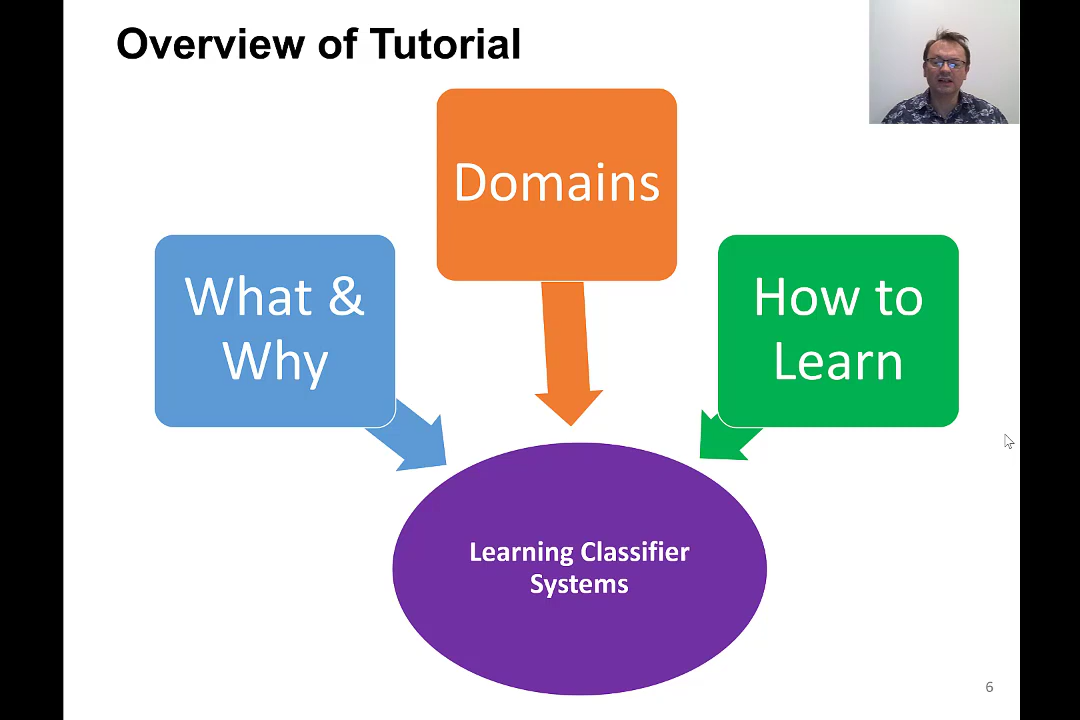 Overview of Tutorial
Domains
What &
Why
How to
Learn
Learning Classifier
Systems
6